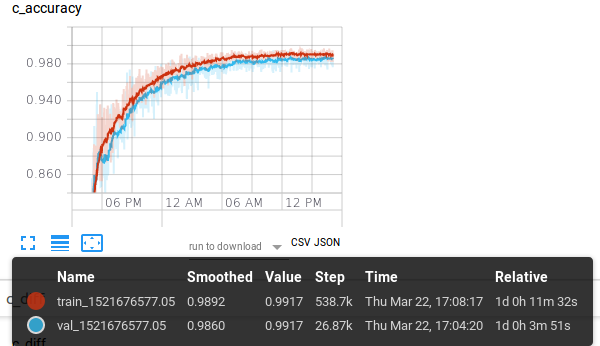 c_accuracy
0.980
0.940
0.900
0.860
06 PM 12 AM 06 AM 12 PM
run to download CSV JSON
Name Smoothed Value Step Time Relative
train_1521676577.05 0.9892 0.9917 538.7k Thu Mar 22, 17:08:17 1d 0h 11m 32s
val_1521676577.05 0.9860 0.9917 26.87k Thu Mar 22, 17:04:20 1d 0h 3m 51s
c_diff